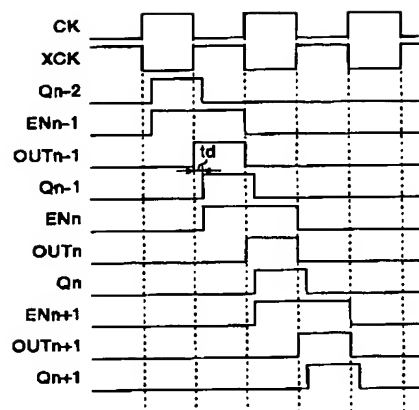 CK
XCK
Qn-2
ENn-1
OUTn-1
td
Qn-1
ENn
OUTn
Qn
ENn+1
OUTn+1
Qn+1